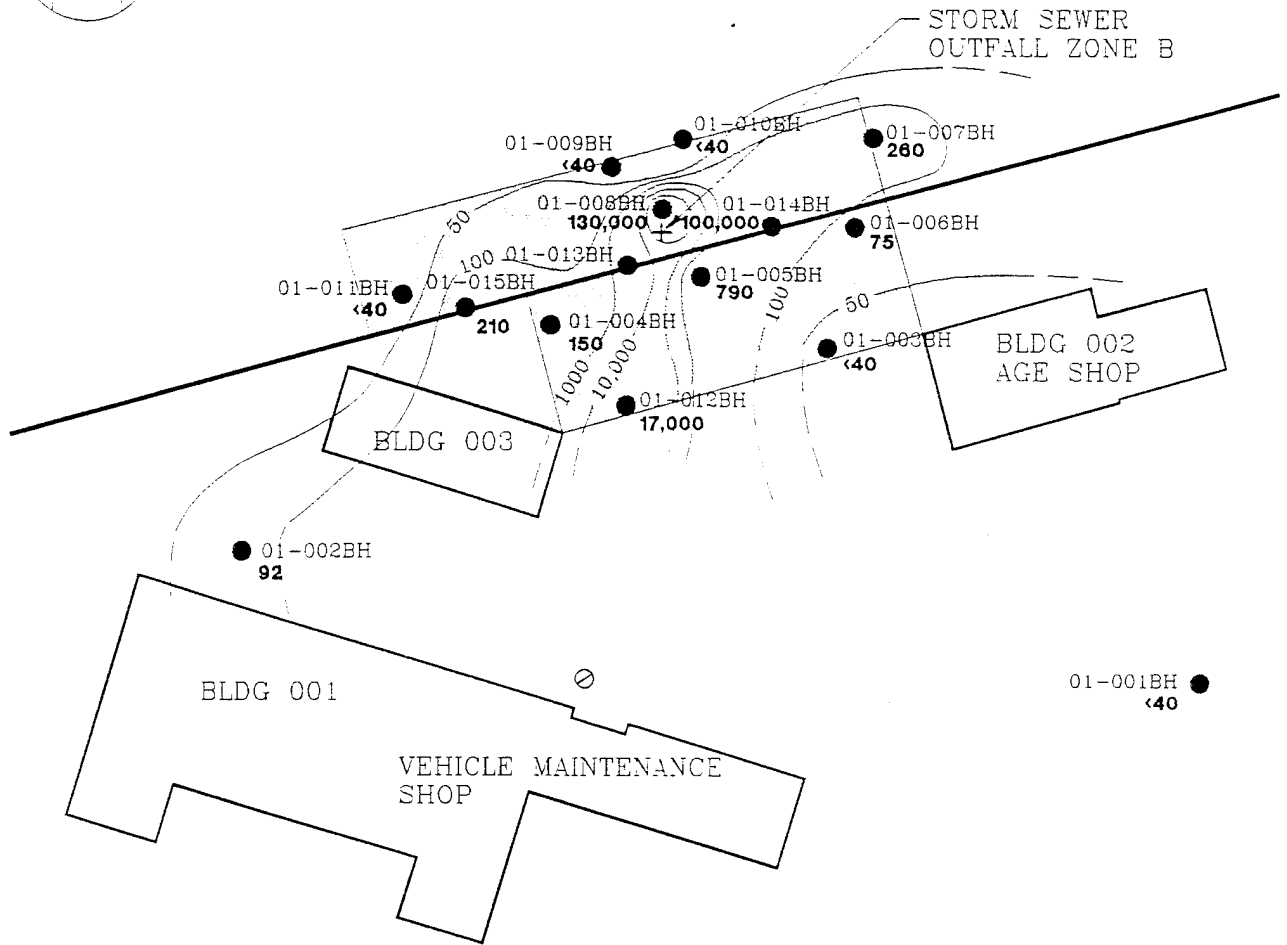 STORM SEWER
OUTFALL ZONE B
01-010BH
<40
01-007BH
260
01-009BH
<40
01-008BH
130,000
100,000
01-014BH
01-006BH
75
50
100
01-013BH
01-005BH
790
01-011BH
<40
01-015BH
210
01-004BH
150
100
50
01-003BH
<40
BLDG 002
AGE SHOP
1000
10,000
01-012BH
17,000
BLDG 003
01-002BH
92
BLDG 001
VEHICLE MAINTENANCE
SHOP
01-001BH
<40